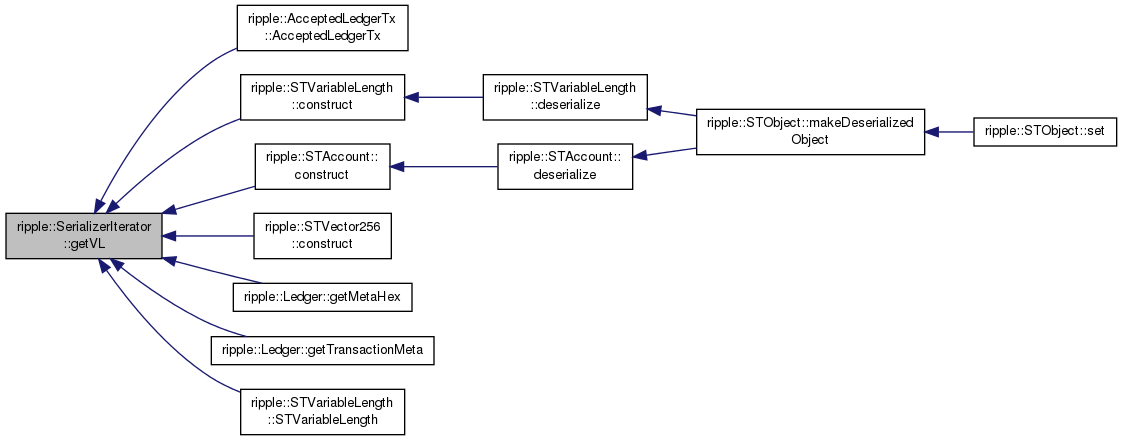 ripple::AcceptedLedgerTx
::AcceptedLedgerTx
ripple::STVariableLength
::construct
ripple::STVariableLength
::deserialize
ripple::STObject::makeDeserialized
Object
ripple::STObject::set
ripple::STAccount::
construct
ripple::STAccount::
deserialize
ripple::SerializerIterator
::getVL
ripple::STVector256
::construct
ripple::Ledger::getMetaHex
ripple::Ledger::getTransactionMeta
ripple::STVariableLength
::STVariableLength